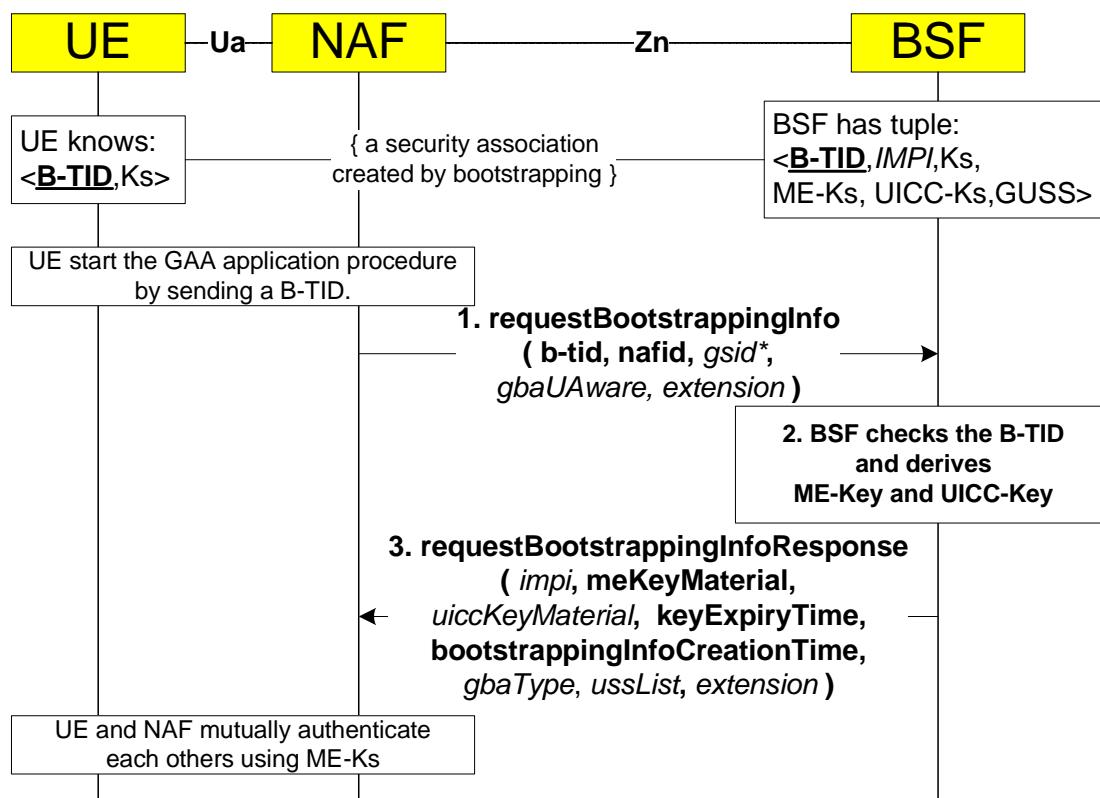 UE
Ua
NAF
Zn
BSF
UE knows:
<B-TID,Ks>
{ a security association
created by bootstrapping }
BSF has tuple:
<B-TID,IMPI,Ks,
ME-Ks, UICC-Ks,GUSS>
UE start the GAA application procedure
by sending a B-TID.
1. requestBootstrappingInfo
( b-tid, nafid, gsid*,
gbaUAware, extension )
2. BSF checks the B-TID
and derives
ME-Key and UICC-Key
3. requestBootstrappingInfoResponse
( impi, meKeyMaterial,
uiccKeyMaterial, keyExpiryTime,
bootstrappingInfoCreationTime,
gbaType, ussList, extension )
UE and NAF mutually authenticate
each others using ME-Ks